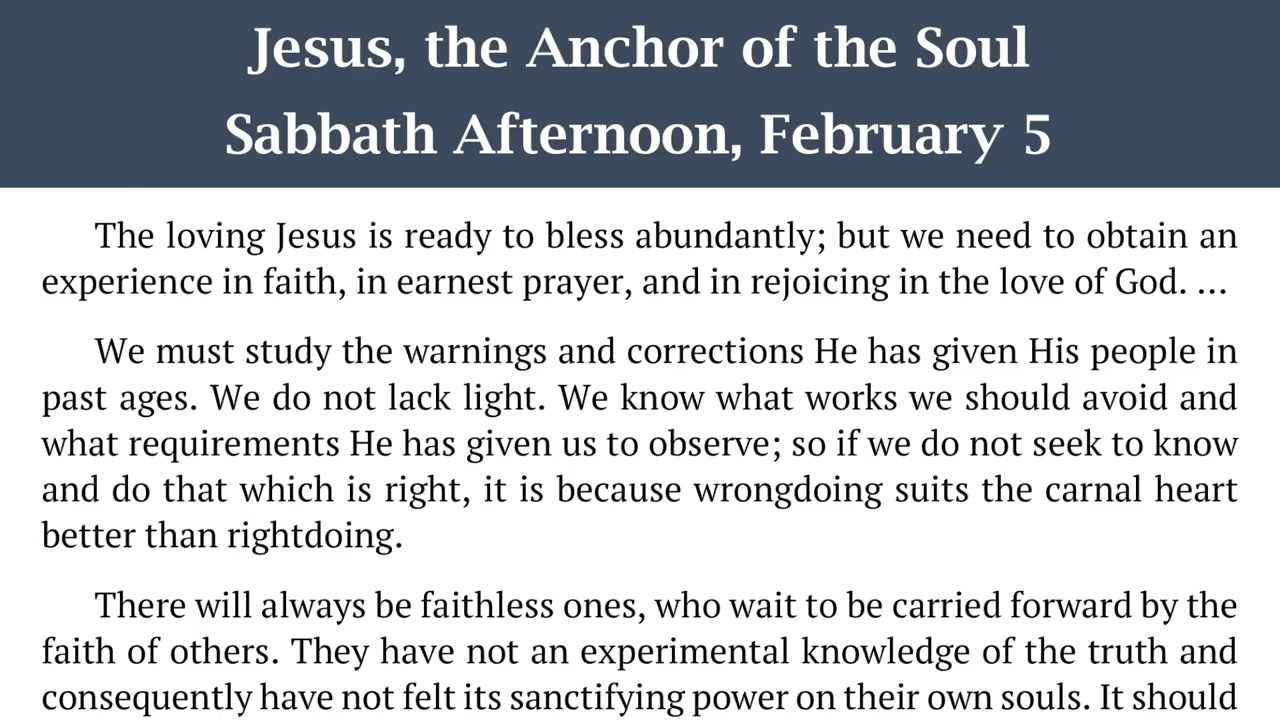 Jesus, the Anchor of the Soul
Sabbath Afternoon, February 5
The loving Jesus is ready to bless abundantly; but we need to obtain an
experience in faith, in earnest prayer, and in rejoicing in the love of God. ...
We must study the warnings and corrections He has given His people in
past ages. We do not lack light. We know what works we should avoid and
what requirements He has given us to observe; so if we do not seek to know
and do that which is right, it is because wrongdoing suits the carnal heart
better than rightdoing.
There will always be faithless ones, who wait to be carried forward by the
faith of others. They have not an experimental knowledge of the truth and
consequently have not felt its sanctifying power on their own souls. It should